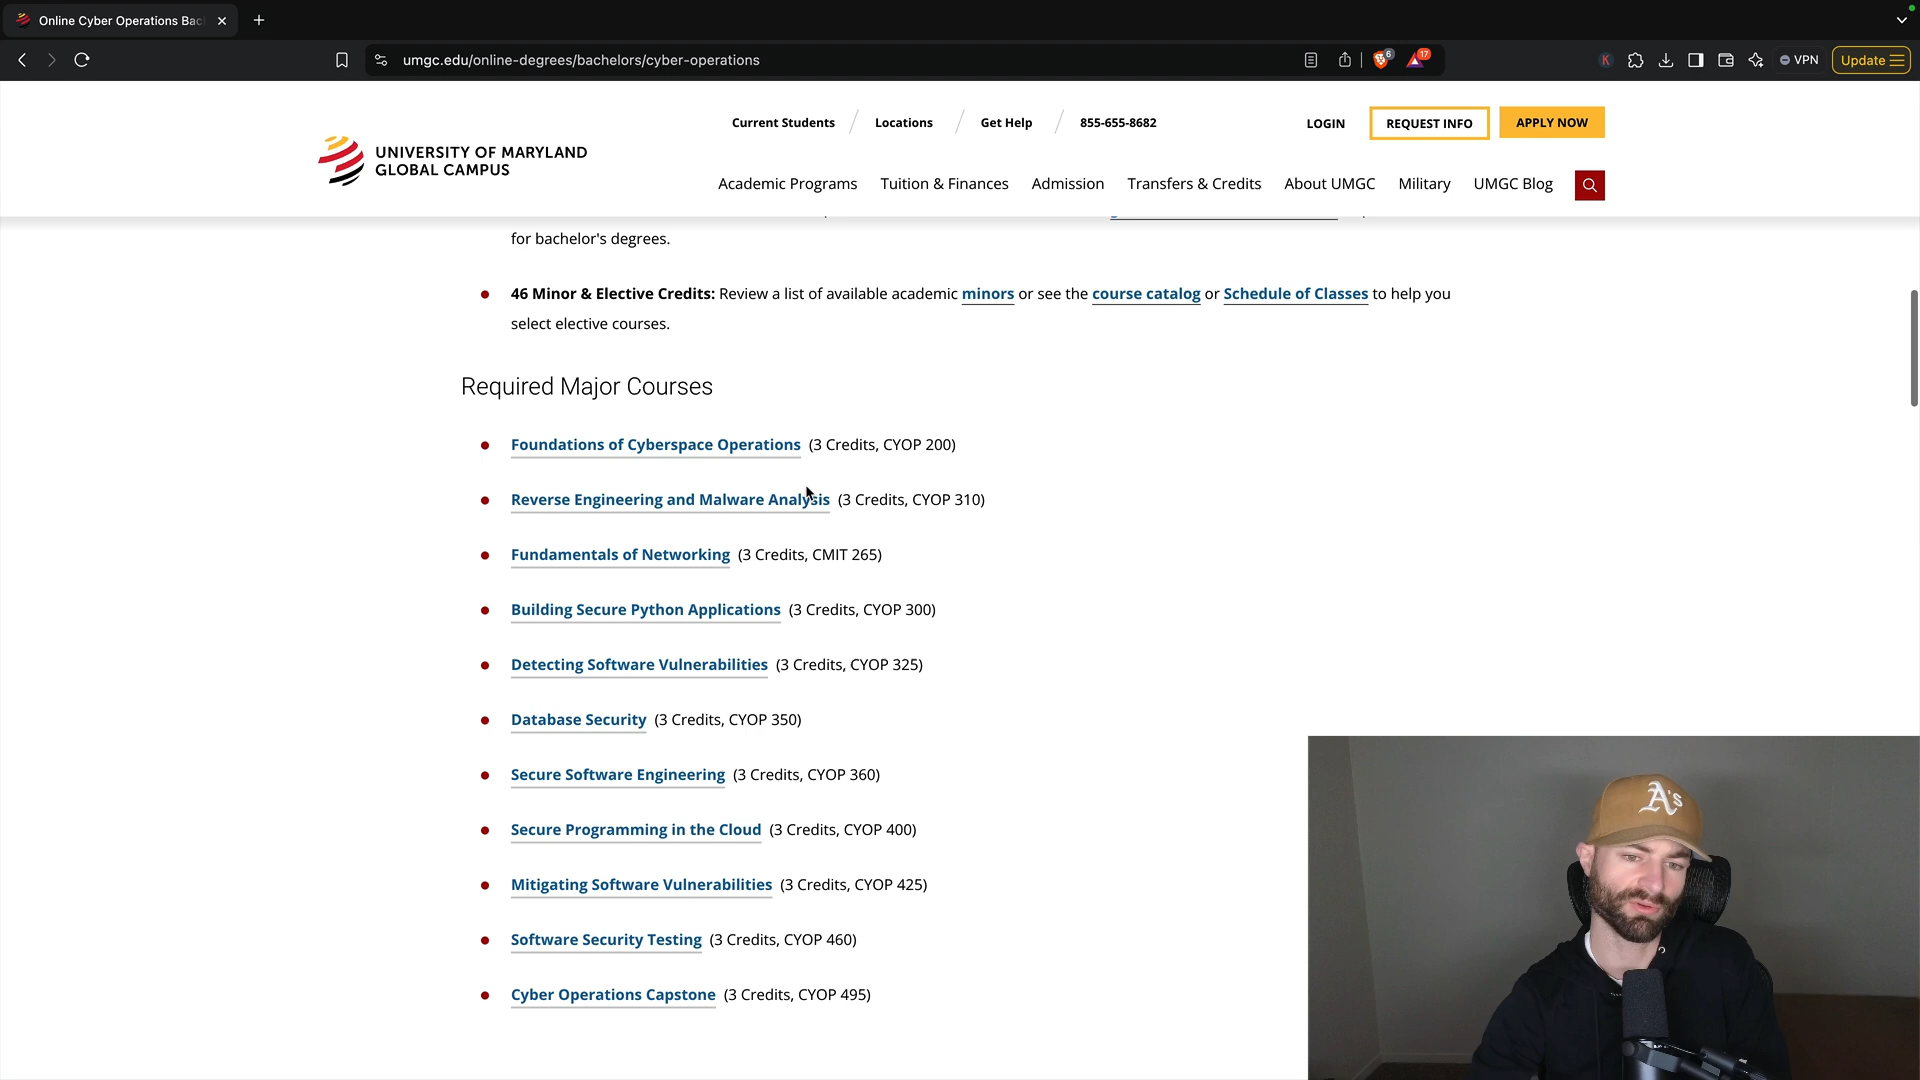 Online Cyber Operations Bac
umgc.edu/online-degrees/bachelors/cyber-operations
6
17
K
VPN
Update
Current Students
Locations
Get Help
855-655-8682
LOGIN
REQUEST INFO
APPLY NOW
UNIVERSITY OF MARYLAND
GLOBAL CAMPUS
Academic Programs
Tuition & Finances
Admission
Transfers & Credits
About UMGC
Military
UMGC Blog
for bachelor's degrees.
46 Minor & Elective Credits: Review a list of available academic minors or see the course catalog or Schedule of Classes to help you
select elective courses.
Required Major Courses
Foundations of Cyberspace Operations (3 Credits, CYOP 200)
Reverse Engineering and Malware Analysis (3 Credits, CYOP 310)
Fundamentals of Networking (3 Credits, CMIT 265)
Building Secure Python Applications (3 Credits, CYOP 300)
Detecting Software Vulnerabilities (3 Credits, CYOP 325)
Database Security (3 Credits, CYOP 350)
Secure Software Engineering (3 Credits, CYOP 360)
Secure Programming in the Cloud (3 Credits, CYOP 400)
Mitigating Software Vulnerabilities (3 Credits, CYOP 425)
Software Security Testing (3 Credits, CYOP 460)
Cyber Operations Capstone (3 Credits, CYOP 495)
A's